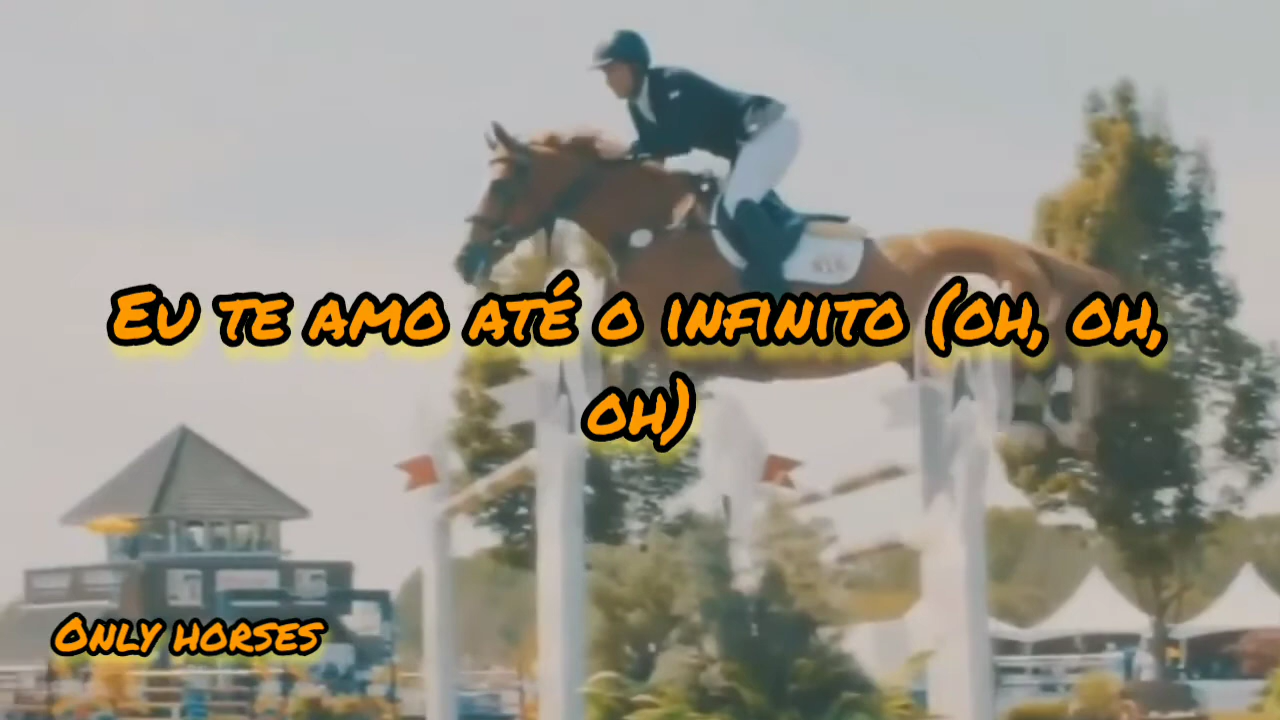 Eu te amo até o infinito (oh, oh,
oh)
Only horses